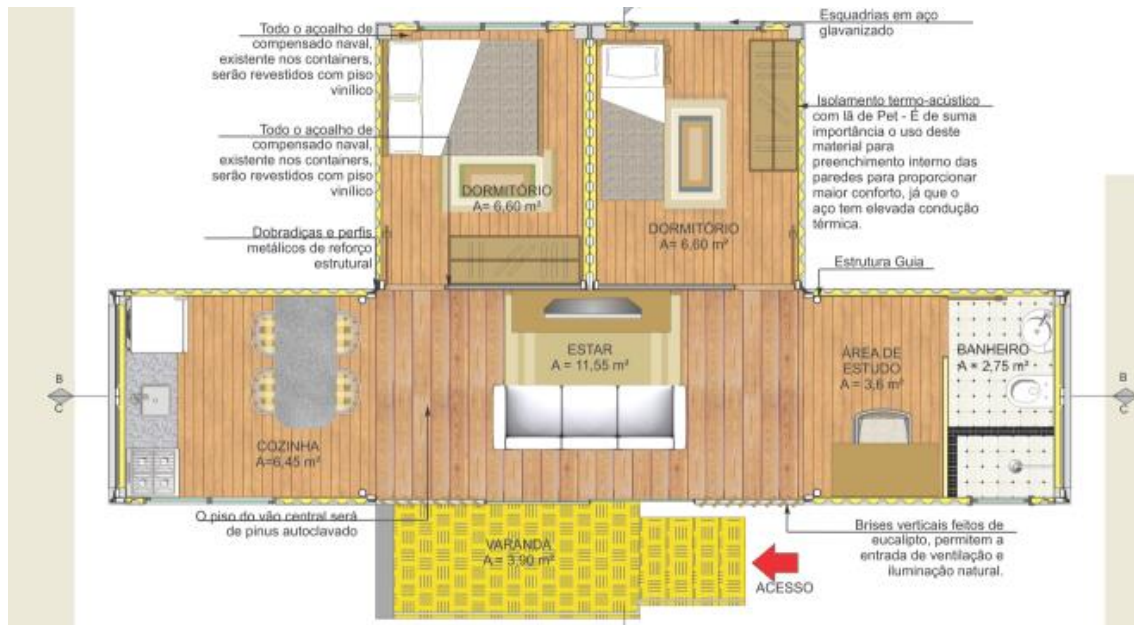 Todo o açoalho de
compensado naval,
existente nos containers,
serão revestidos com piso
vinílico
Todo o açoalho de
compensado naval,
existente nos containers,
serão revestidos com piso
vinílico
Dobradiças e perfis
metálicos de reforço
estrutural
Esquadrias em aço
glavanizado
Isolamento termo-acústico
com lã de Pet - É de suma
importância o uso deste
material para
preenchimento interno das
paredes para proporcionar
maior conforto, já que o
aço tem elevada condução
térmica.
Estrutura Guia
DORMITÓRIO
A= 6,60 m²
DORMITÓRIO
A= 6,60 m²
B
C
COZINHA
A=6,45 m²
ESTAR
A = 11,55 m²
ÁREA DE
ESTUDO
A = 3,6 m²
BANHEIRO
A = 2,75 m²
B
C
O piso do vão central será
de pinus autoclavado
VARANDA
A = 3,90 m²
ACESSO
Brises verticais feitos de
eucalipto, permitem a
entrada de ventilação e
iluminação natural.